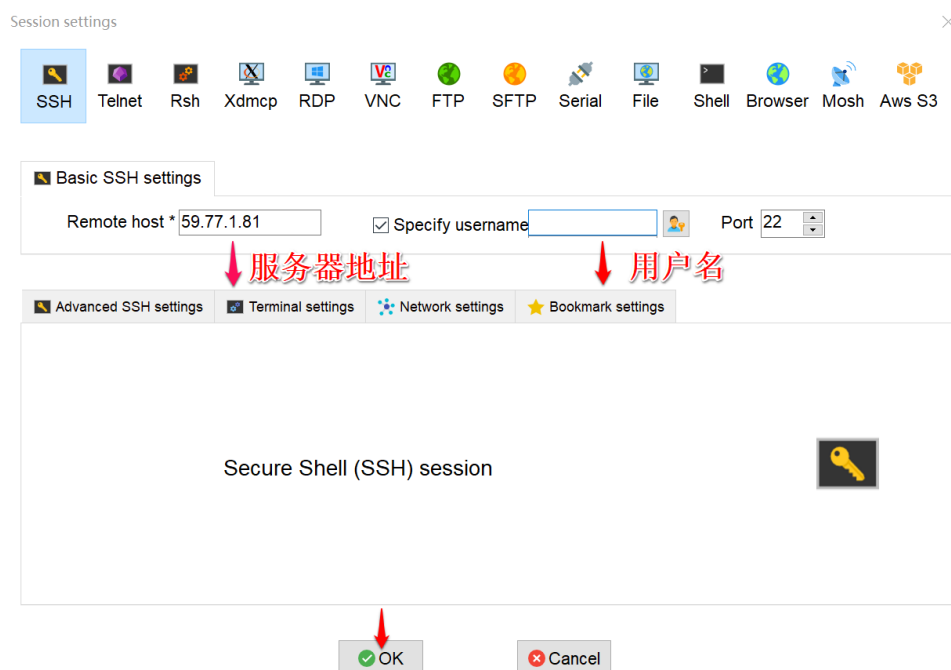 Session settings
SSH Telnet Rsh Xdmcp RDP VNC FTP SFTP Serial File Shell Browser Mosh Aws S3
Basic SSH settings
Remote host * 59.77.1.81 Specify username Port 22
服务器地址 用户名
Advanced SSH settings Terminal settings Network settings Bookmark settings
Secure Shell (SSH) session
OK Cancel